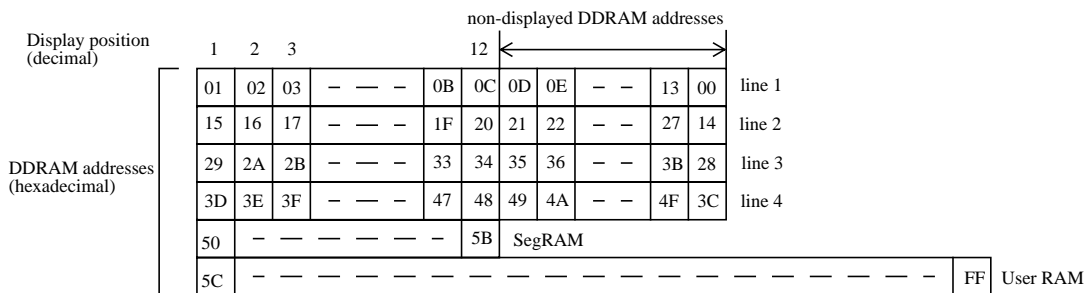 non-displayed DDRAM addresses
Display position
(decimal)
1 2 3 12
01 02 03 — — — 0B 0C 0D 0E — — 13 00 line 1
15 16 17 — — — 1F 20 21 22 — — 27 14 line 2
DDRAM addresses
(hexadecimal)
29 2A 2B — — — 33 34 35 36 — — 3B 28 line 3
3D 3E 3F — — — 47 48 49 4A — — 4F 3C line 4
50 5B SegRAM
5C FF User RAM